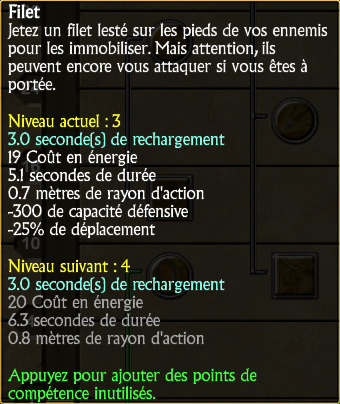 Filet
Jetez un filet lesté sur les pieds de vos ennemis
pour les immobiliser. Mais attention, ils
peuvent encore vous attaquer si vous êtes à
portée.
Niveau actuel : 3
3.0 seconde(s) de rechargement
19 Coût en énergie
5.1 secondes de durée
0.7 mètres de rayon d'action
-300 de capacité défensive
-25% de déplacement
Niveau suivant : 4
3.0 seconde(s) de rechargement
20 Coût en énergie
6.3 secondes de durée
0.8 mètres de rayon d'action
Appuyez pour ajouter des points de
compétence inutilisés.